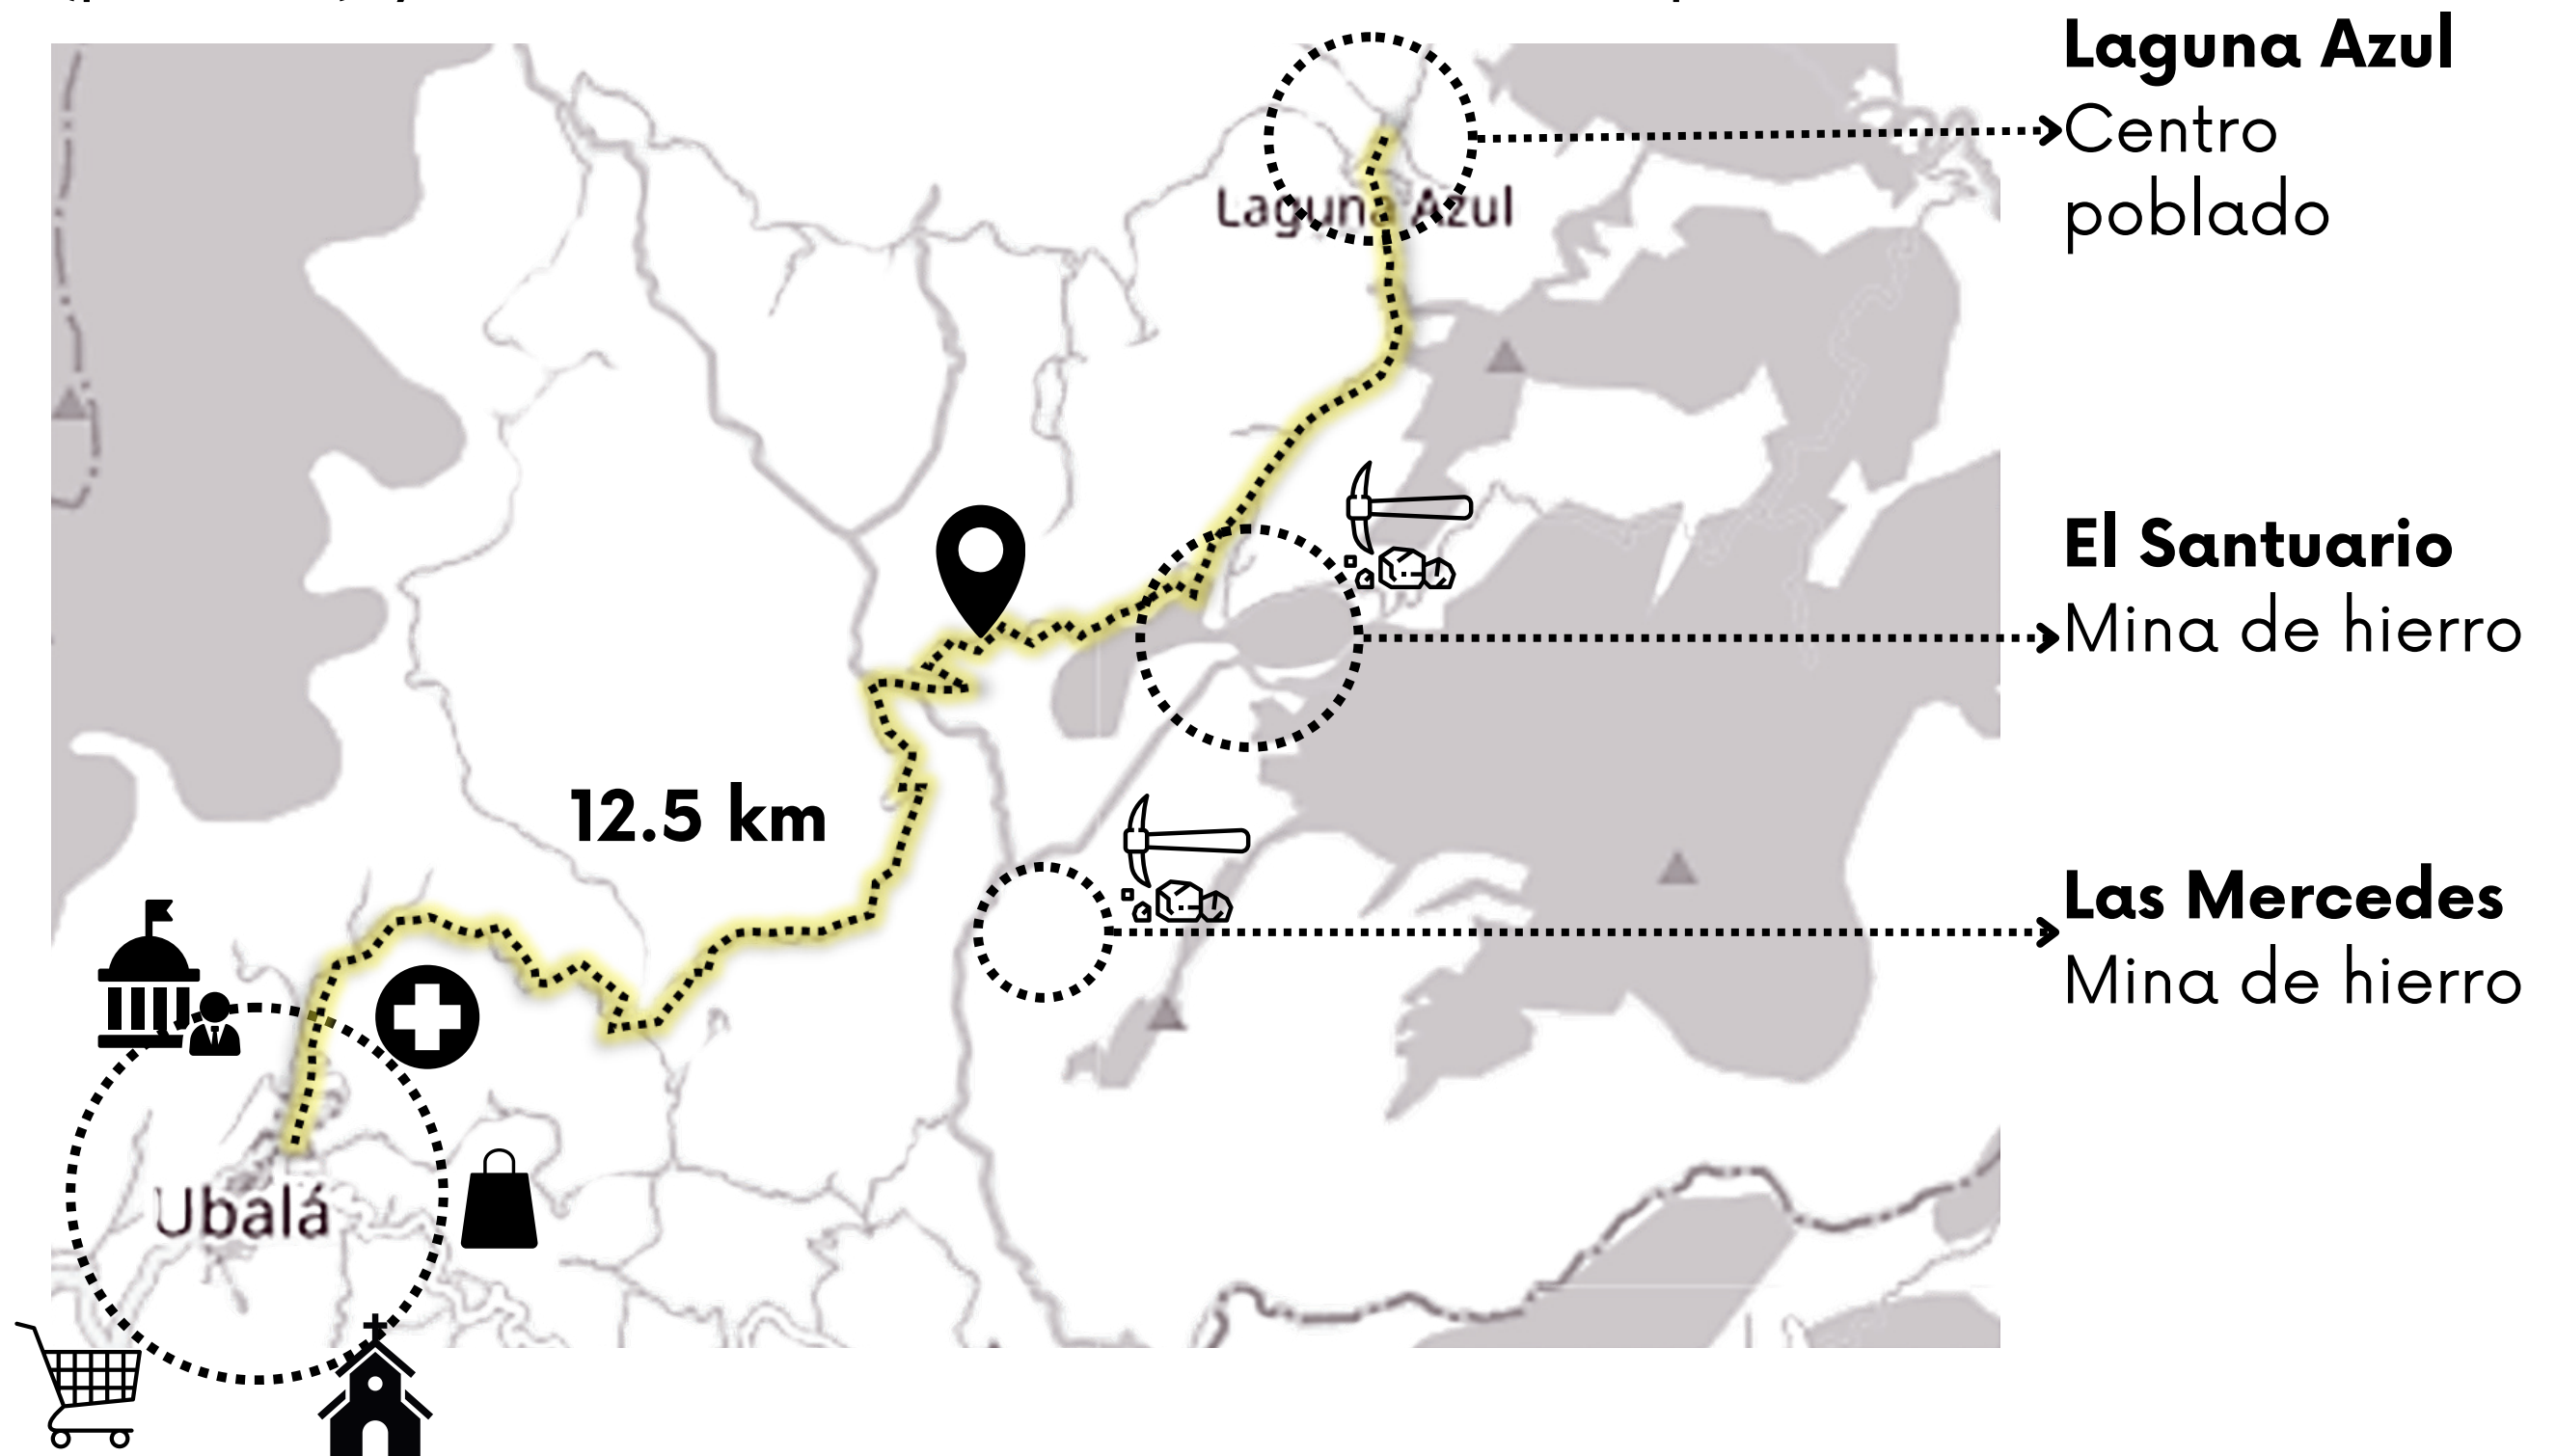 Laguna Azul
Centro
poblado
Laguna Azul
El Santuario
Mina de hierro
12.5 km
Las Mercedes
Mina de hierro
Ubalá